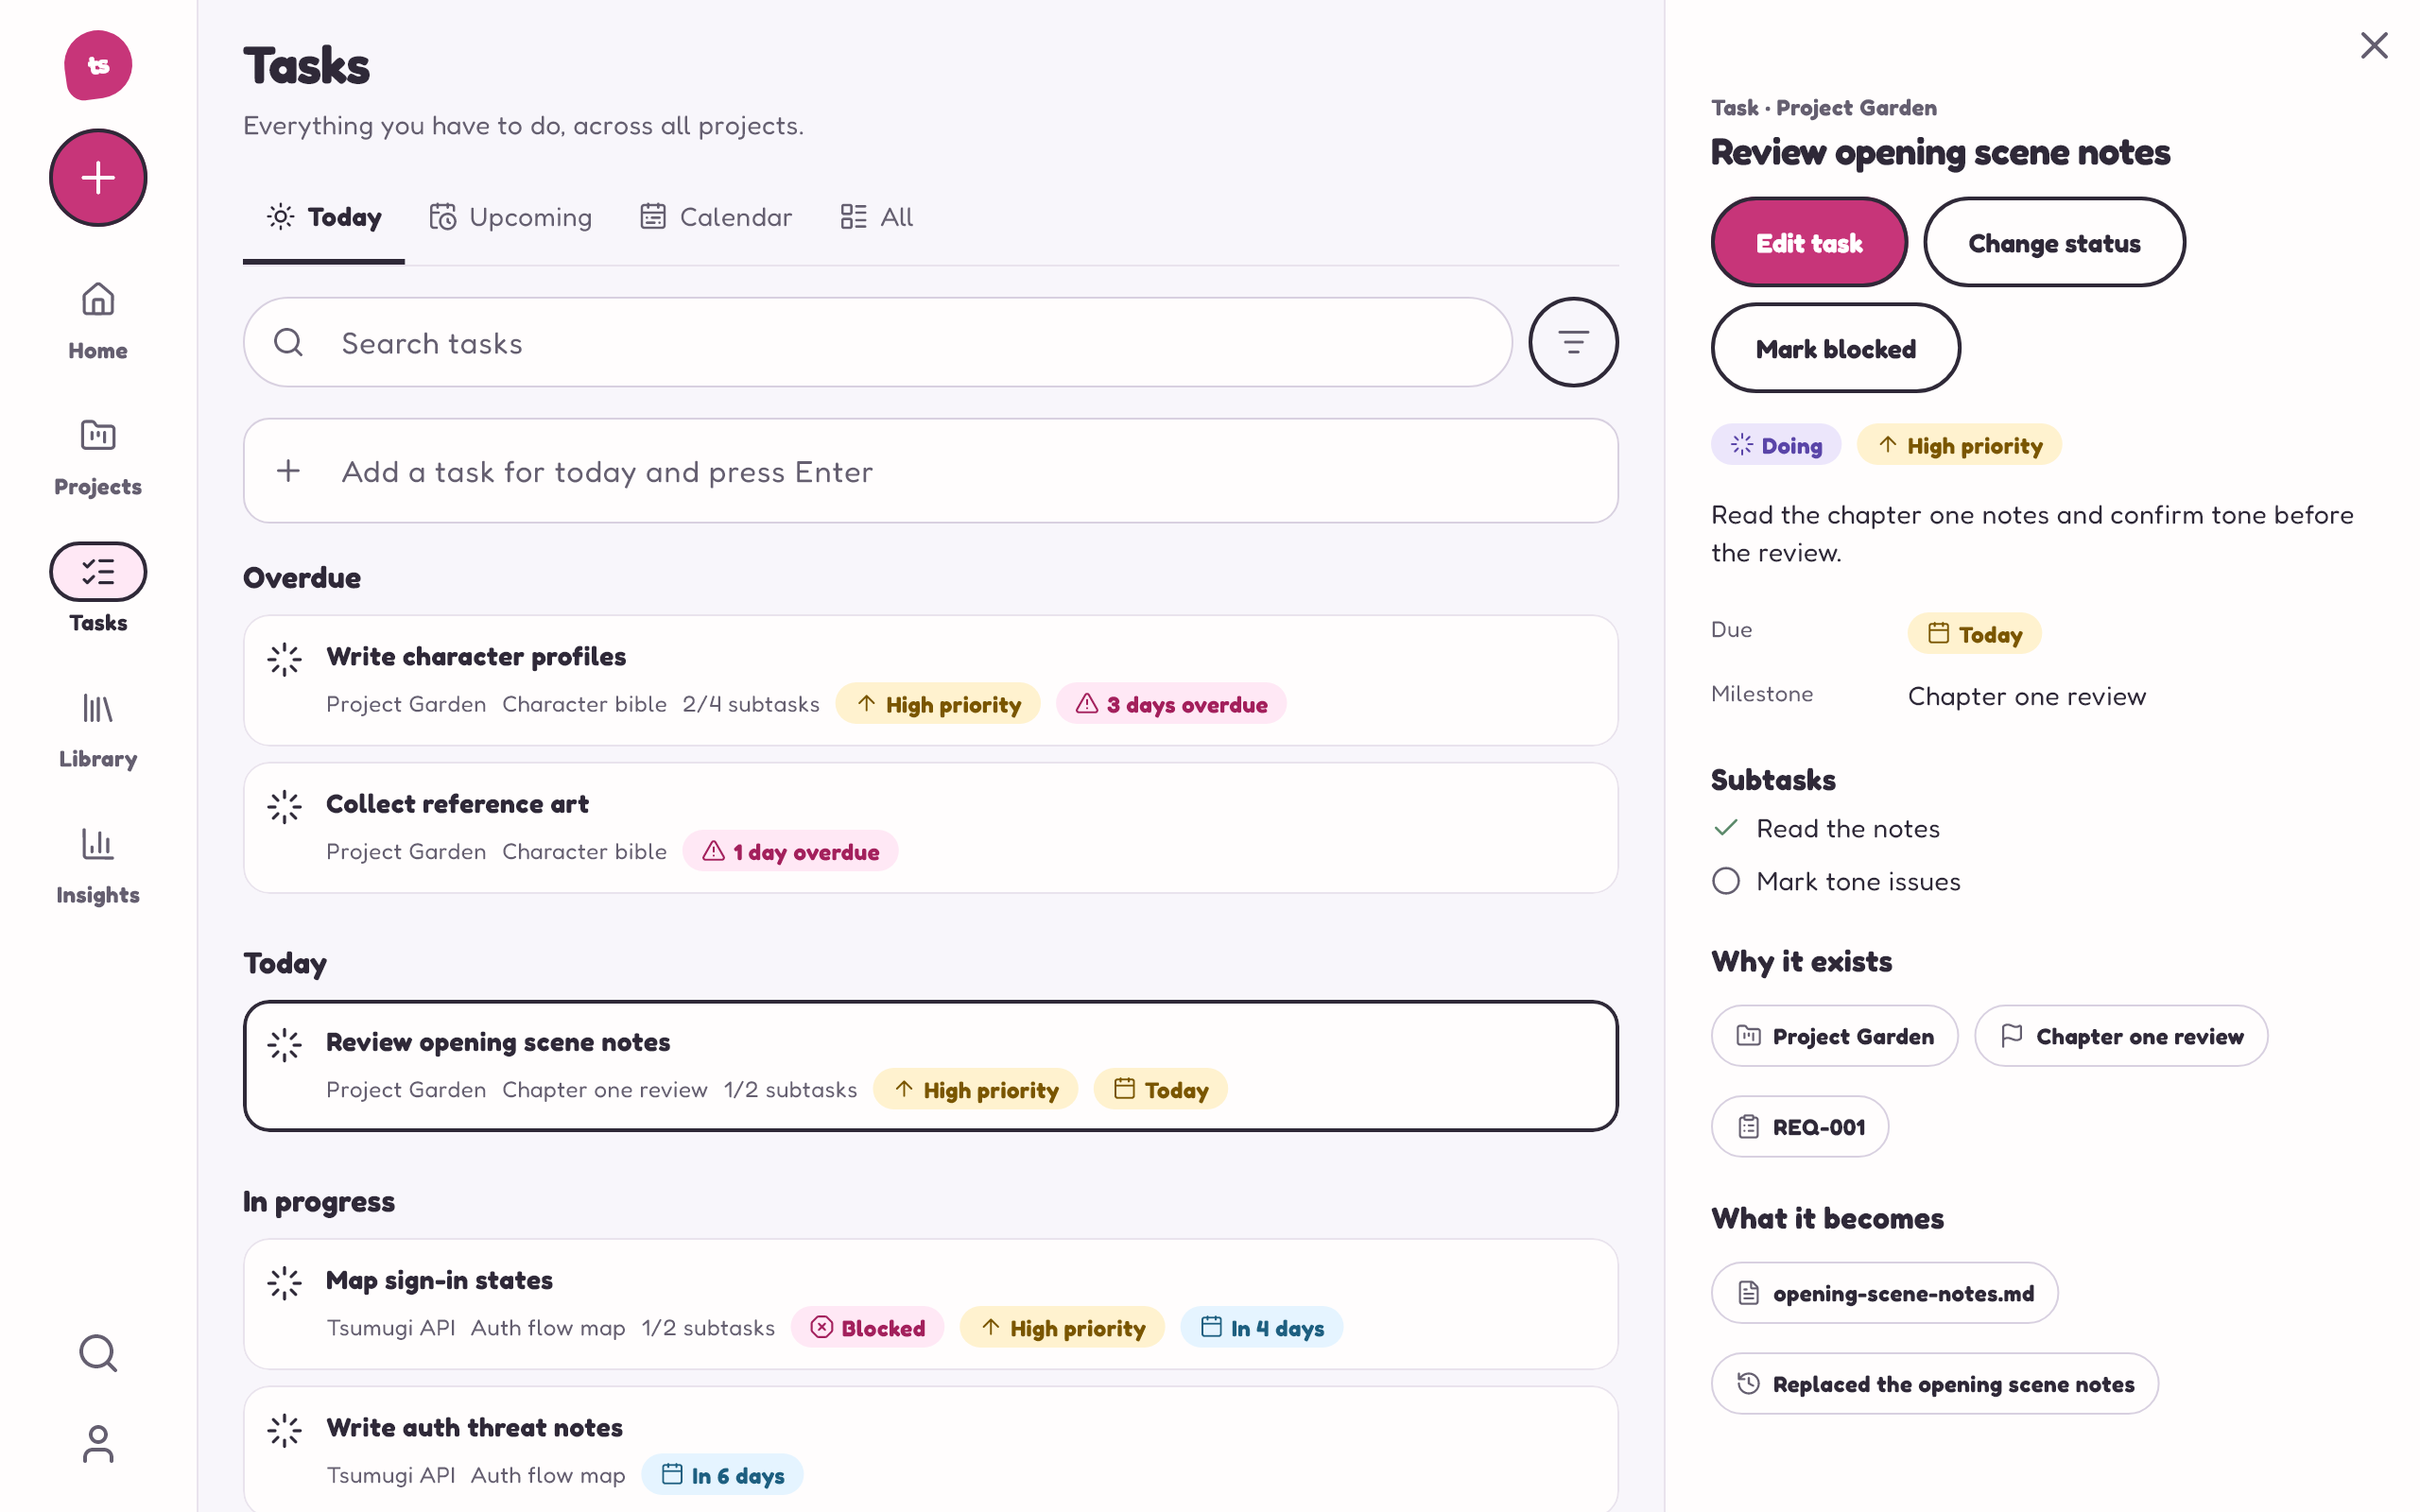 ts
Home
Projects
Tasks
Library
Insights
Tasks
Everything you have to do, across all projects.
Today Upcoming Calendar All
Search tasks
Add a task for today and press Enter
Overdue
Write character profiles
Project Garden Character bible 2/4 subtasks High priority 3 days overdue
Collect reference art
Project Garden Character bible 1 day overdue
Today
Review opening scene notes
Project Garden Chapter one review 1/2 subtasks High priority Today
In progress
Map sign-in states
Tsumugi API Auth flow map 1/2 subtasks Blocked High priority In 4 days
Write auth threat notes
Tsumugi API Auth flow map In 6 days
Task · Project Garden
Review opening scene notes
Edit task Change status
Mark blocked
Doing High priority
Read the chapter one notes and confirm tone before
the review.
Due Today
Milestone Chapter one review
Subtasks
Read the notes
Mark tone issues
Why it exists
Project Garden Chapter one review
REQ-001
What it becomes
opening-scene-notes.md
Replaced the opening scene notes